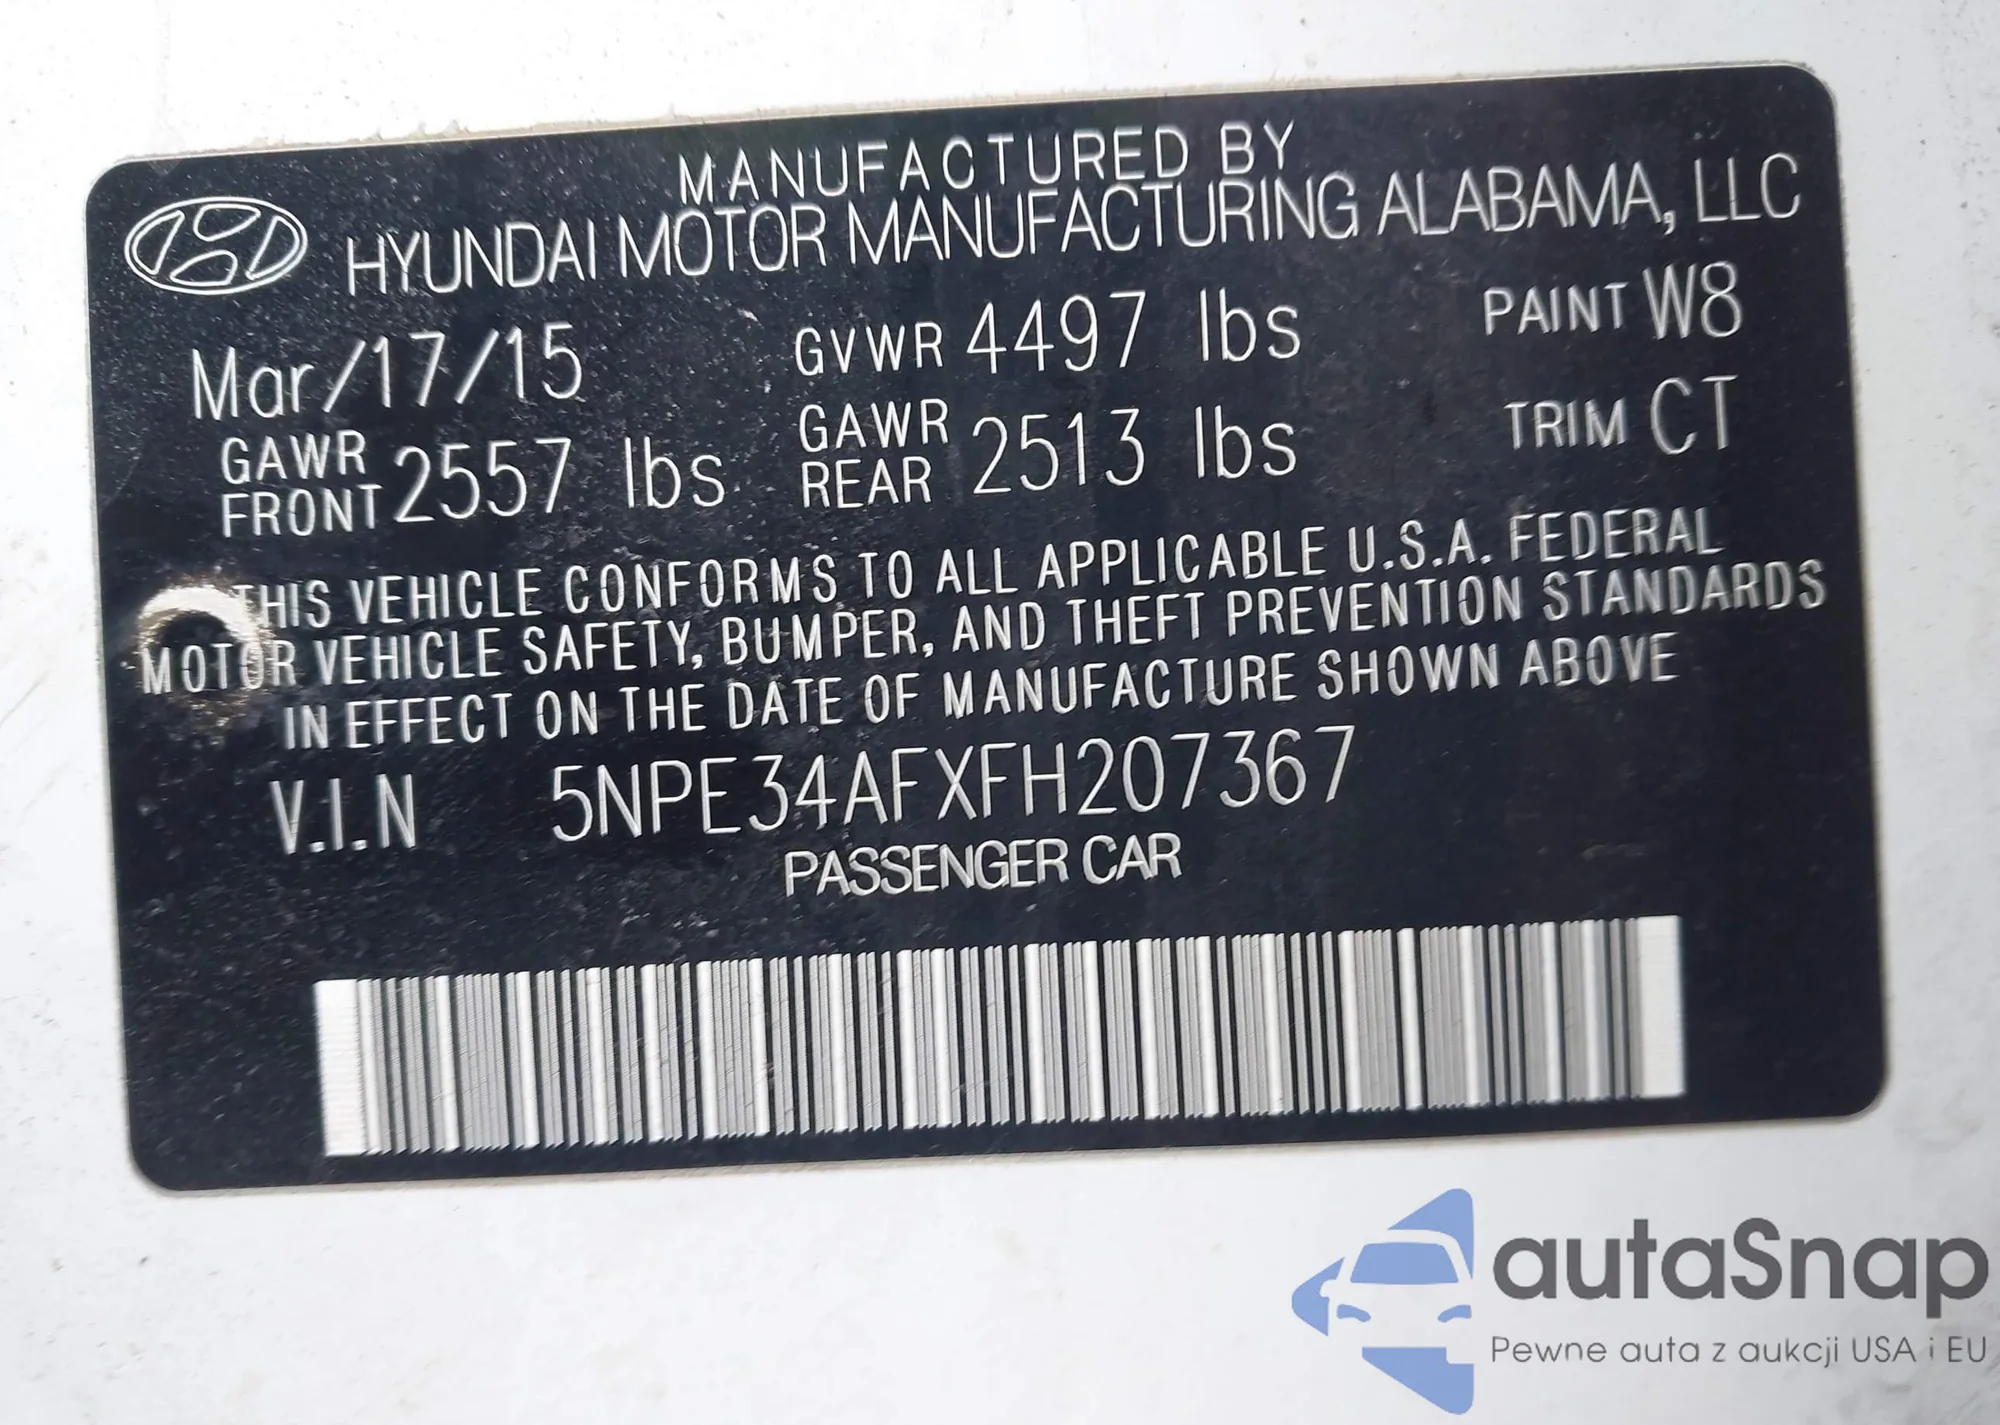 MANUFACTURED BY
HYUNDAI MOTOR MANUFACTURING ALABAMA, LLC
Mar/17/15 GVWR 4497 lbs PAINT W8
GAWR FRONT 2557 lbs GAWR REAR 2513 lbs TRIM CT
THIS VEHICLE CONFORMS TO ALL APPLICABLE U.S.A. FEDERAL
MOTOR VEHICLE SAFETY, BUMPER, AND THEFT PREVENTION STANDARDS
IN EFFECT ON THE DATE OF MANUFACTURE SHOWN ABOVE
V.I.N 5NPE34AFXFH207367
PASSENGER CAR
autaSnap
Pewne auta z aukcji USA i EU